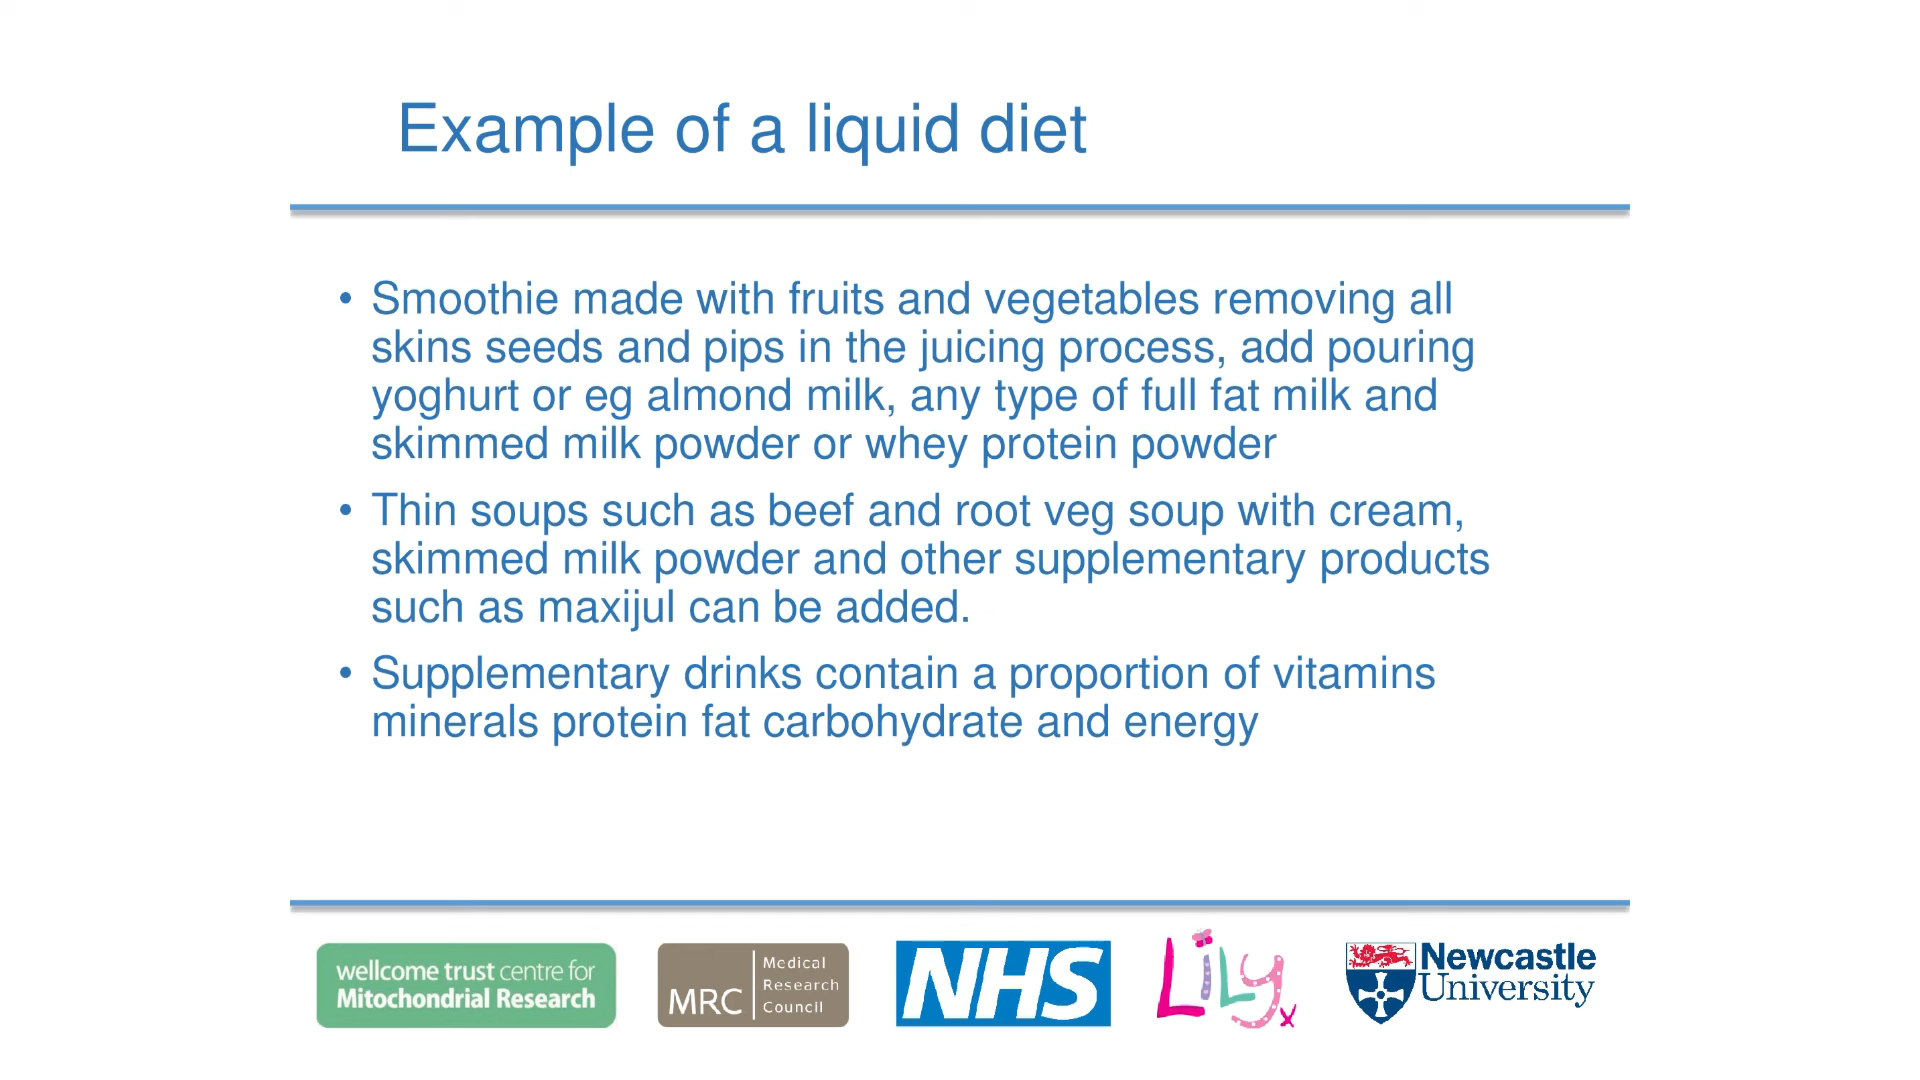 Example of a liquid diet
• Smoothie made with fruits and vegetables removing all
skins seeds and pips in the juicing process, add pouring
yoghurt or eg almond milk, any type of full fat milk and
skimmed milk powder or whey protein powder
• Thin soups such as beef and root veg soup with cream,
skimmed milk powder and other supplementary products
such as maxijul can be added.
• Supplementary drinks contain a proportion of vitamins
minerals protein fat carbohydrate and energy
wellcome trust centre for
Mitochondrial Research
MRC
Medical
Research
Council
NHS
Lily x
Newcastle
University